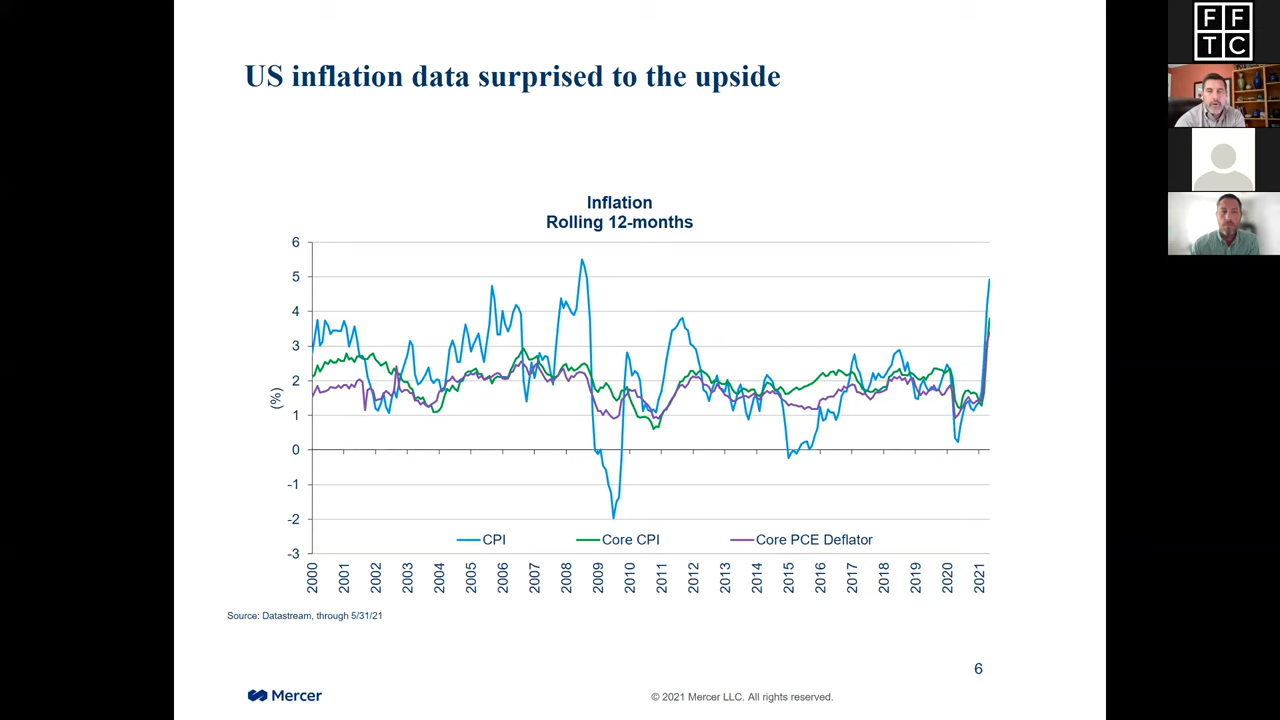 US inflation data surprised to the upside
F F
T C
Inflation
Rolling 12-months
6
5
4
3
2
1
0
-1
-2
-3
(%)
CPI
Core CPI
Core PCE Deflator
2000 2001 2002 2003 2004 2005 2006 2007 2008 2009 2010 2011 2012 2013 2014 2015 2016 2017 2018 2019 2020 2021
Source: Datastream, through 5/31/21
6
Mercer
© 2021 Mercer LLC. All rights reserved.